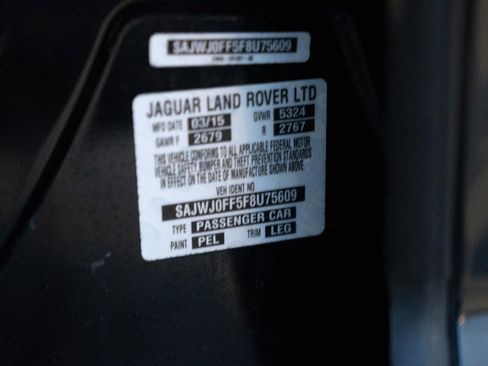 SAJWJ0FF5F8U75609
JAGUAR LAND ROVER LTD
MFD DATE 03/15 GVWR 5324
GAWR F 2679 R 2767
THIS VEHICLE CONFORMS TO ALL APPLICABLE FEDERAL MOTOR
VEHICLE SAFETY BUMPER AND THEFT PREVENTION STANDARDS
IN EFFECT ON THE DATE OF MANUFACTURE SHOWN ABOVE.
VEH IDENT NO
SAJWJ0FF5F8U75609
TYPE PASSENGER CAR
PAINT PEL TRIM LEG